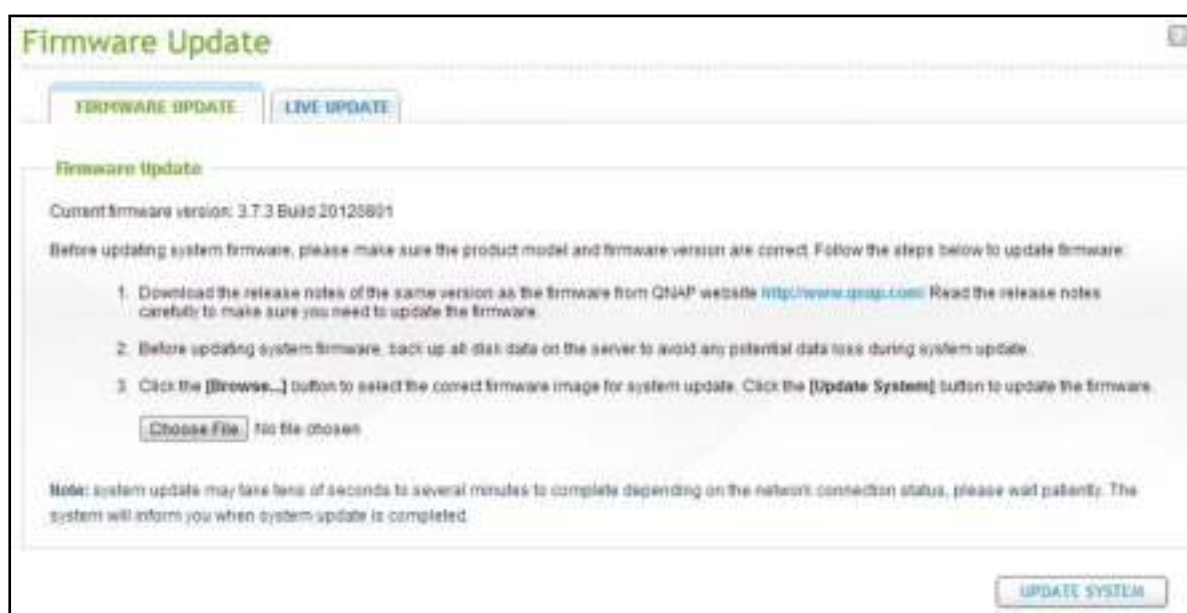 Firmware Update
FIRMWARE UPDATE
LIVE UPDATE
Firmware Update
Current firmware version: 3.7.3 Build 20120801
Before updating system firmware, please make sure the product model and firmware version are correct. Follow the steps below to update firmware:
1. Download the release notes of the same version as the firmware from QNAP website http://www.qnap.com/ Read the release notes
carefully to make sure you need to update the firmware.
2. Before updating system firmware, back up all disk data on the server to avoid any potential data loss during system update.
3. Click the [Browse...] button to select the correct firmware image for system update. Click the [Update System] button to update the firmware.
Choose File No file chosen
Note: system update may take tens of seconds to several minutes to complete depending on the network connection status, please wait patiently. The
system will inform you when system update is completed.
UPDATE SYSTEM